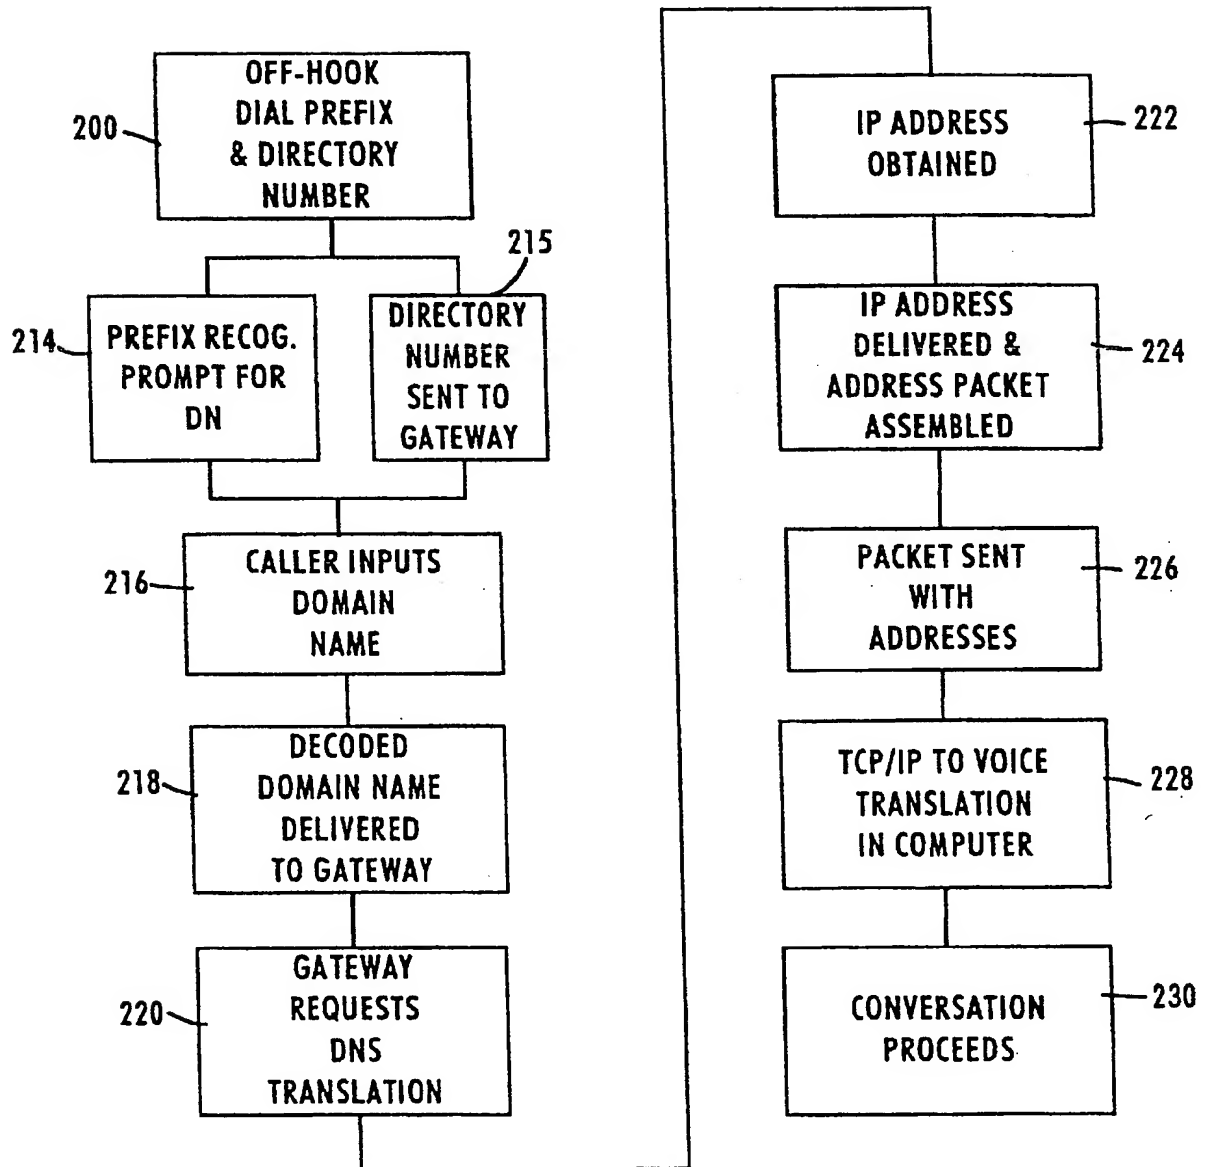 200
OFF-HOOK
DIAL PREFIX
& DIRECTORY
NUMBER
214
PREFIX RECOG.
PROMPT FOR
DN
215
DIRECTORY
NUMBER
SENT TO
GATEWAY
216
CALLER INPUTS
DOMAIN
NAME
218
DECODED
DOMAIN NAME
DELIVERED
TO GATEWAY
220
GATEWAY
REQUESTS
DNS
TRANSLATION
IP ADDRESS
OBTAINED
222
IP ADDRESS
DELIVERED &
ADDRESS PACKET
ASSEMBLED
224
PACKET SENT
WITH
ADDRESSES
226
TCP/IP TO VOICE
TRANSLATION
IN COMPUTER
228
CONVERSATION
PROCEEDS
230